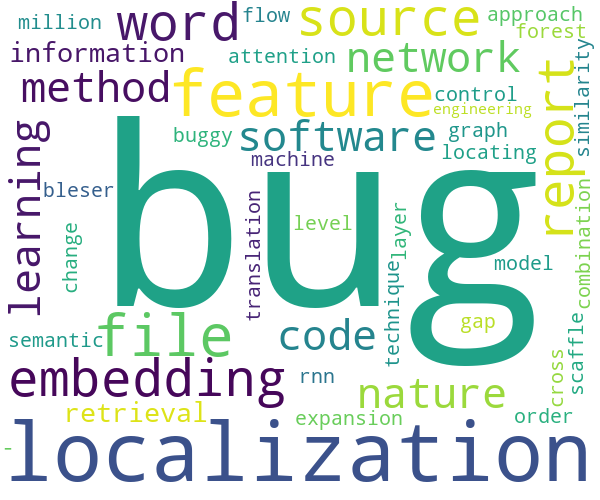 million
word
flow
source
approach
forest
information
attention
network
similarity
method
feature
control
engineering
report
buggy
software
graph
locating
machine
learning
bleser
bug
translation
level
layer
combination
change
technique
model
semantic
file
code
gap
scaffle
embedding
rnn
nature
cross
retrieval
expansion
order
-
localization